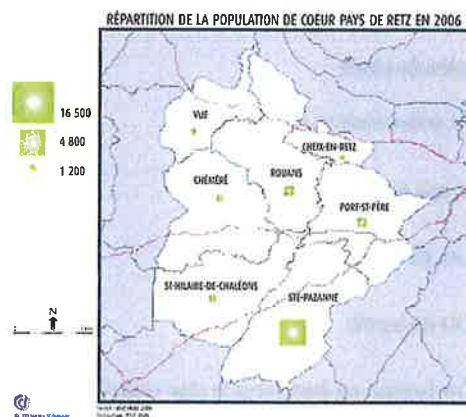 RÉPARTITION DE LA POPULATION DE COEUR PAYS DE RETZ EN 2006
16 500
4 800
1 200
VUE
CHEIX-EN-RETZ
ROUANS
CHÉMÉRÉ
PORT-ST-PÈRE
ST-HILAIRE-DE-CHALÉONS
STE-PAZANNE
N